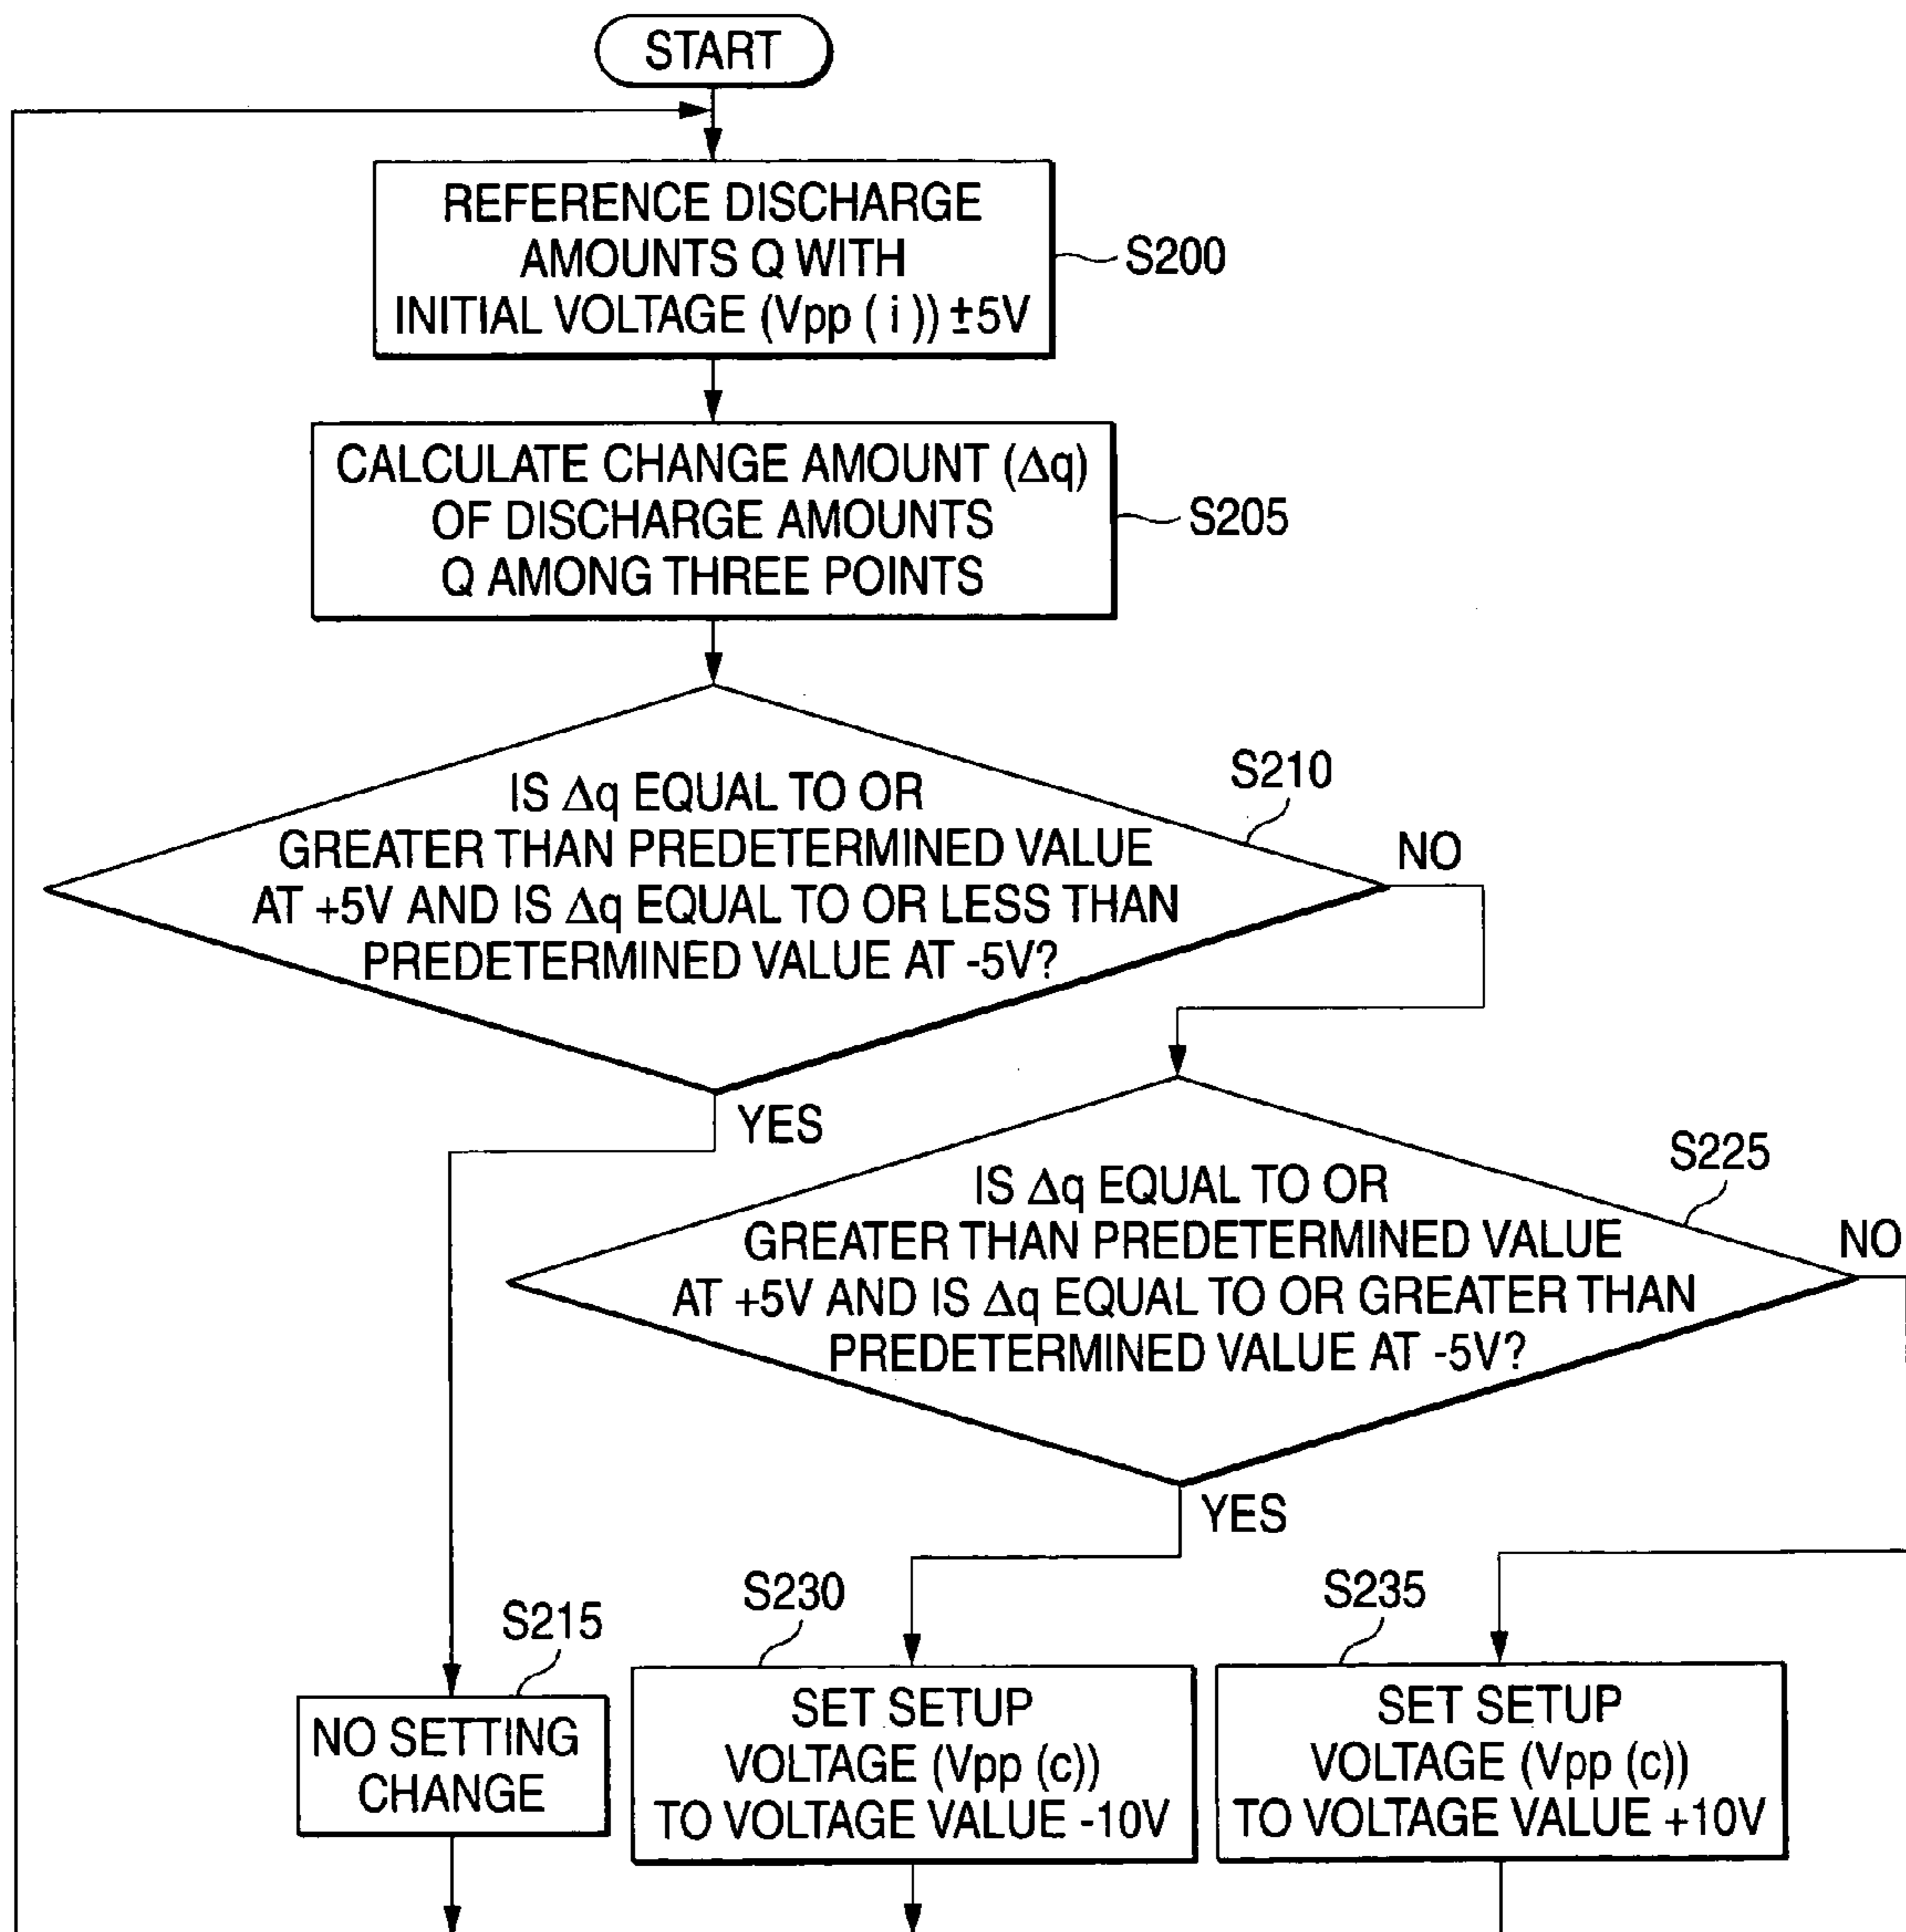 START
REFERENCE DISCHARGE
AMOUNTS Q WITH
INITIAL VOLTAGE (Vpp ( i )) ±5V
S200
CALCULATE CHANGE AMOUNT (Δq)
OF DISCHARGE AMOUNTS
Q AMONG THREE POINTS
S205
IS Δq EQUAL TO OR
GREATER THAN PREDETERMINED VALUE
AT +5V AND IS Δq EQUAL TO OR LESS THAN
PREDETERMINED VALUE AT -5V?
S210
NO
YES
IS Δq EQUAL TO OR
GREATER THAN PREDETERMINED VALUE
AT +5V AND IS Δq EQUAL TO OR GREATER THAN
PREDETERMINED VALUE AT -5V?
S225
NO
YES
S215
NO SETTING
CHANGE
S230
SET SETUP
VOLTAGE (Vpp (c))
TO VOLTAGE VALUE -10V
S235
SET SETUP
VOLTAGE (Vpp (c))
TO VOLTAGE VALUE +10V